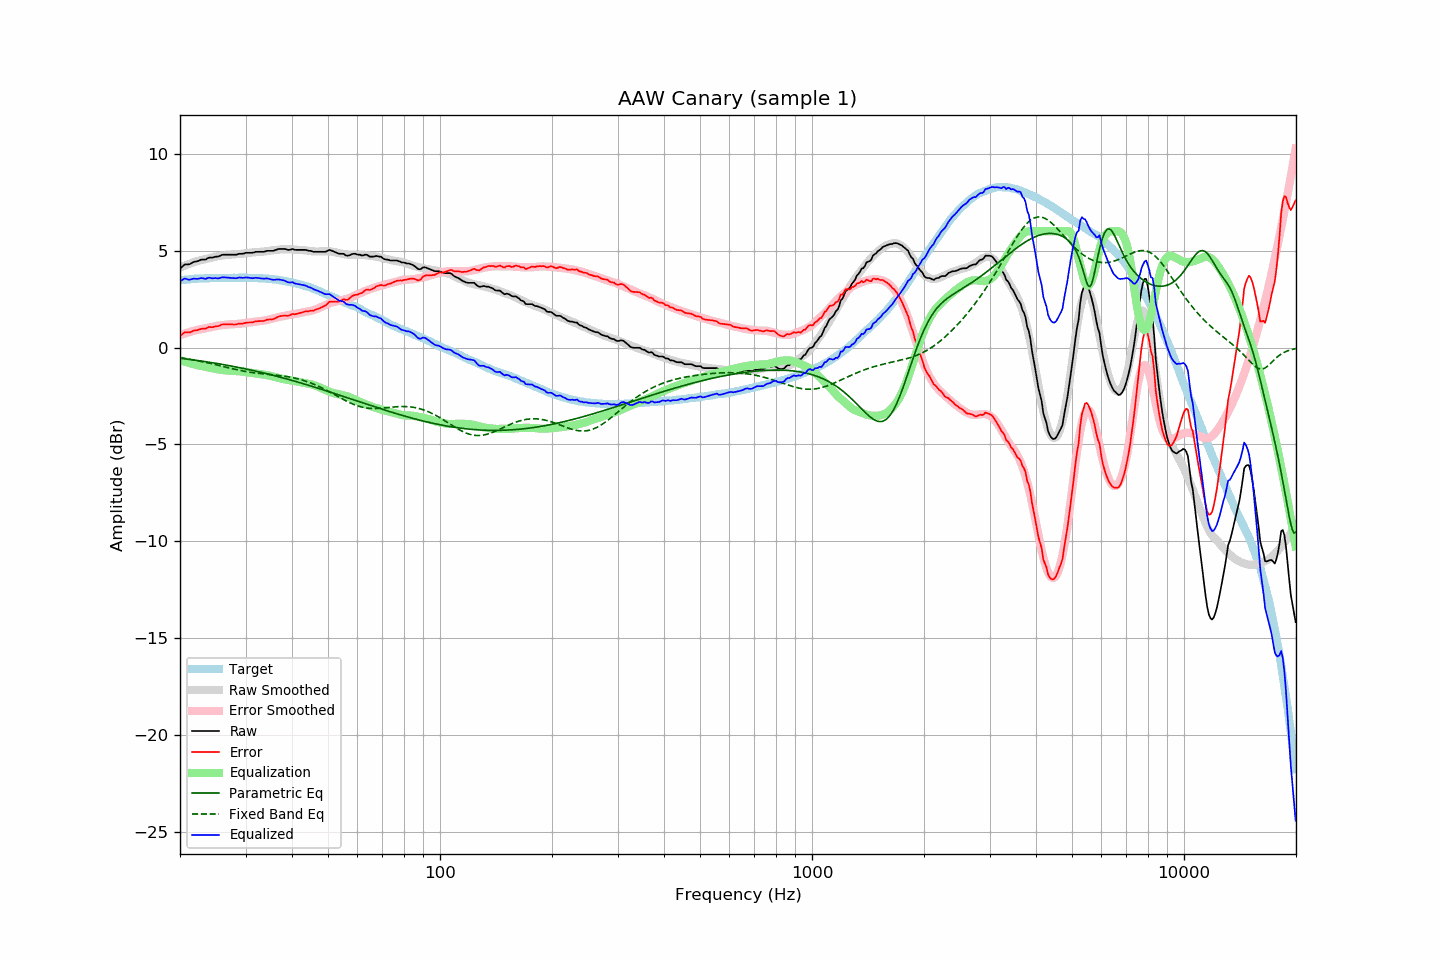 AAW Canary (sample 1)
Amplitude (dBr)
10
5
0
−5
−10
−15
−20
−25
Target
Raw Smoothed
Error Smoothed
Raw
Error
Equalization
Parametric Eq
Fixed Band Eq
Equalized
100
1000
10000
Frequency (Hz)